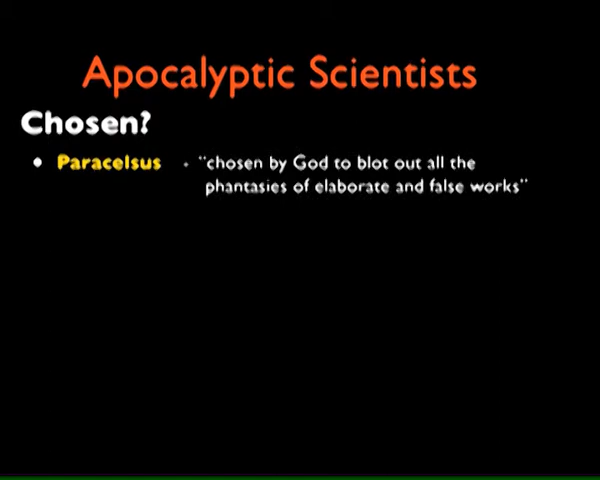 Apocalyptic Scientists
Chosen?
• Paracelsus - "chosen by God to blot out all the
phantasies of elaborate and false works"